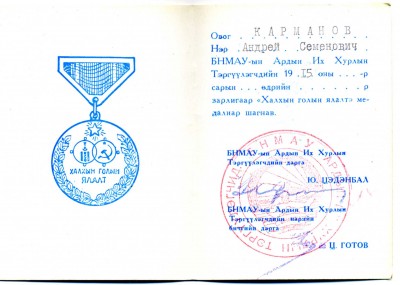 ХАЛХЫН ГОЛЫН
ЯЛАЛТ
Овог КАРМАНОВ
Нэр Андрей Семенович
БНМАУ-ын Ардын Их Хурлын
Тэргүүлэгчдийн 19 оны -р
сарын өдрийн
зарлигаар «Халхын голын ялалт» ме-
далиар шагнав.
БНМАУ-ын Ардын Их Хурлын
Тэргүүлэгчдийн дарга
Ю. ЦЭДЭНБАЛ
БНМАУ-ын Ардын Их Хурлын
Тэргүүлэгчдийн нарийн
бичгийн дарга
Ц. ГОТОВ